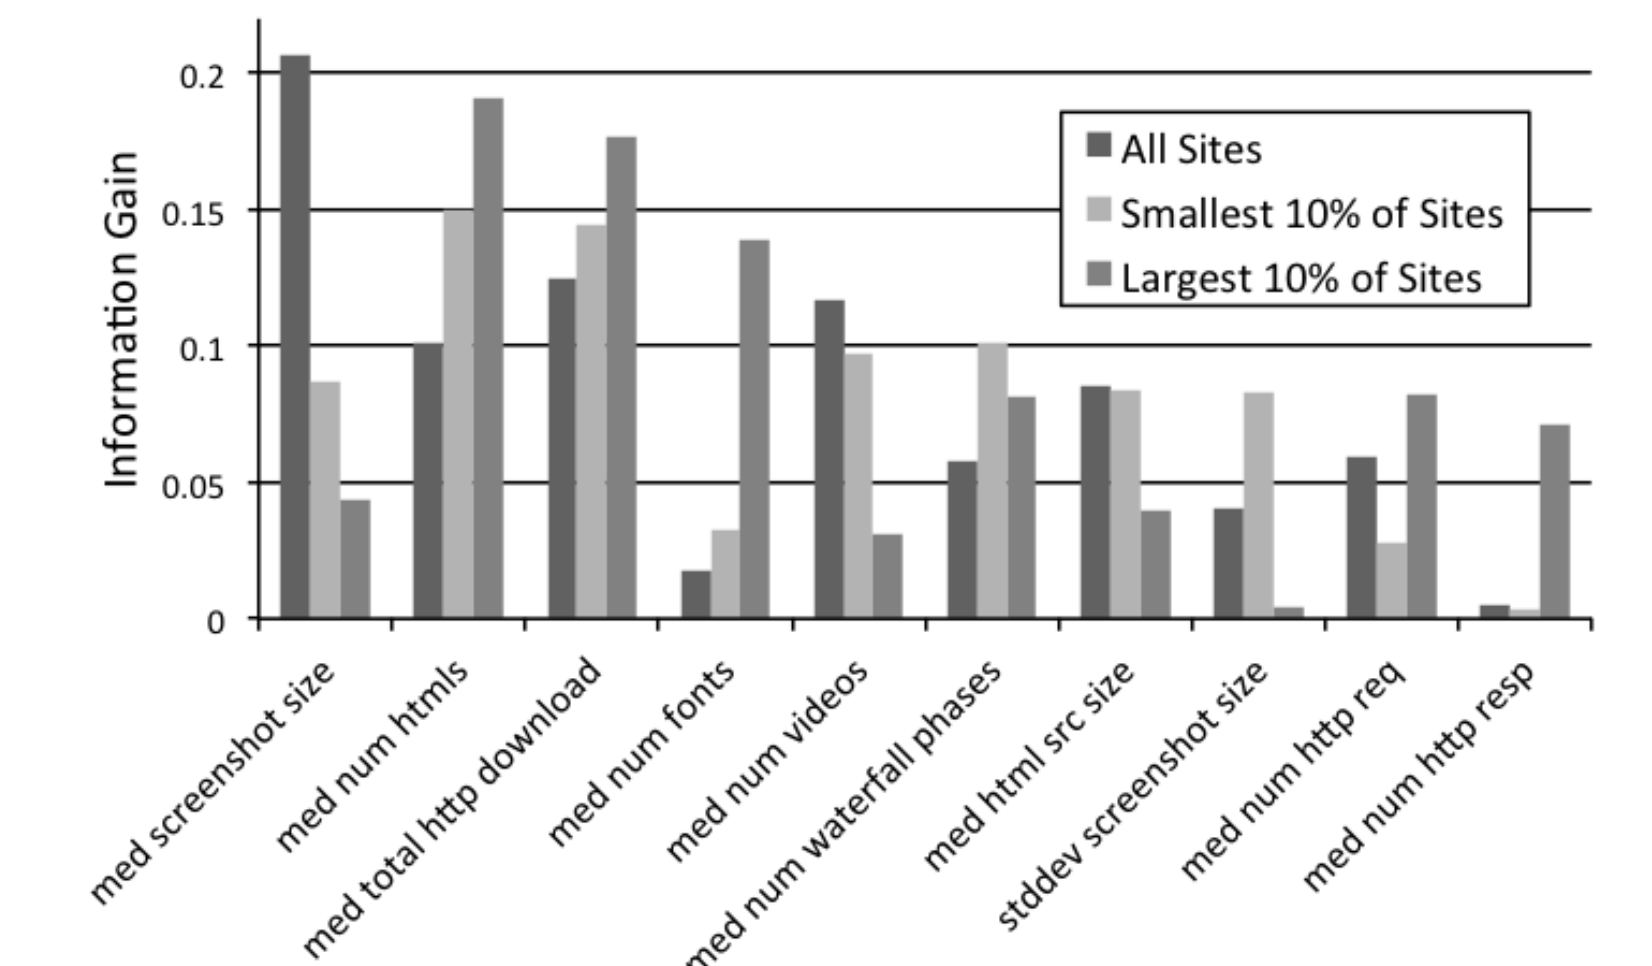 Information Gain
0.2
0.15
0.1
0.05
0
All Sites
Smallest 10% of Sites
Largest 10% of Sites
med screenshot size
med num htmls
med total http download
med num fonts
med num videos
med num waterfall phases
med html src size
stddev screenshot size
med num http req
med num http resp